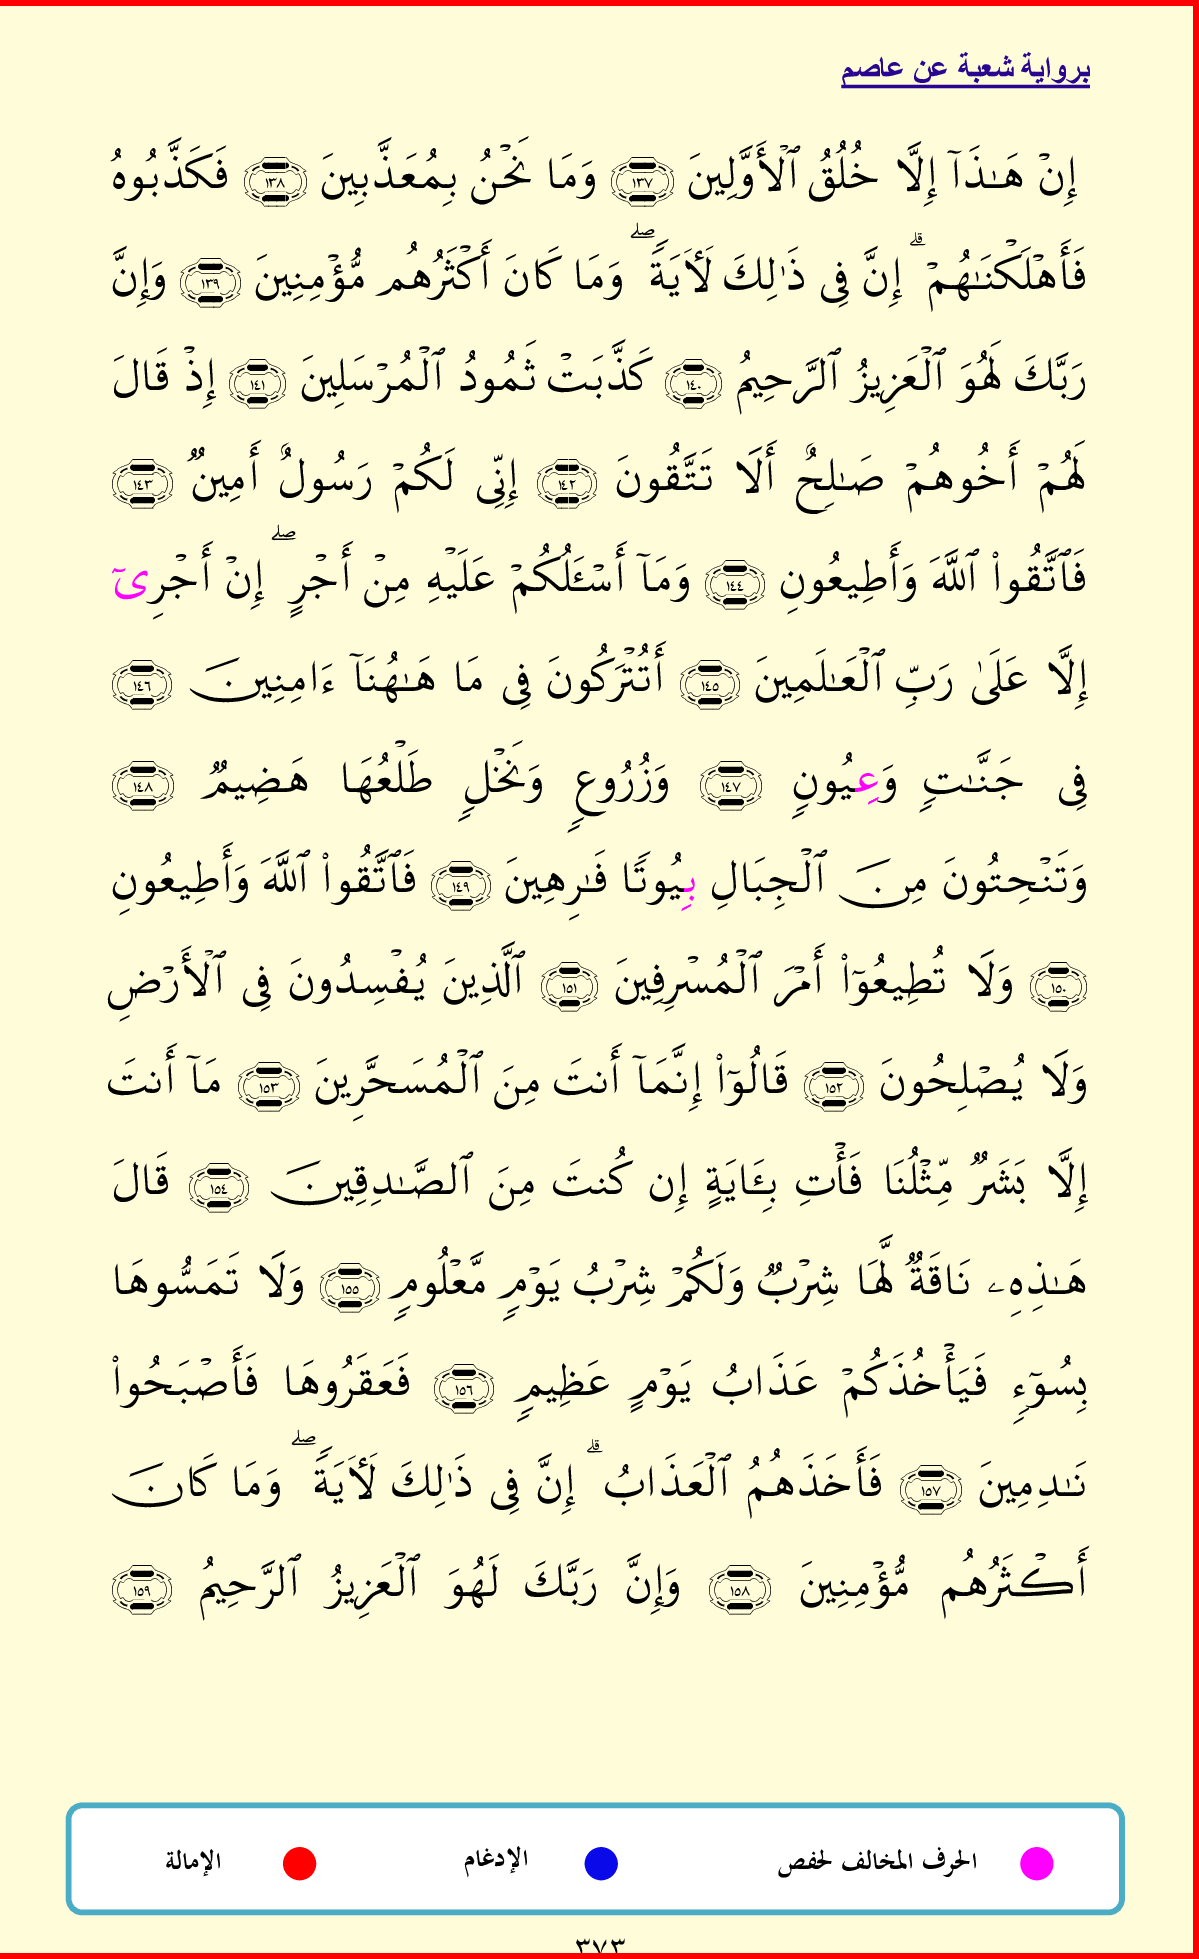 برواية شعبة عن عاصم
إِنْ هَـٰذَآ إِلَّا خُلُقُ ٱلْأَوَّلِينَ ١٣٧ وَمَا نَحْنُ بِمُعَذَّبِينَ ١٣٨ فَكَذَّبُوهُ
فَأَهْلَكْنَـٰهُمْ ۗ إِنَّ فِى ذَٰلِكَ لَـَٔايَةً ۖ وَمَا كَانَ أَكْثَرُهُم مُّؤْمِنِينَ ١٣٩ وَإِنَّ
رَبَّكَ لَهُوَ ٱلْعَزِيزُ ٱلرَّحِيمُ ١٤٠ كَذَّبَتْ ثَمُودُ ٱلْمُرْسَلِينَ ١٤١ إِذْ قَالَ
لَهُمْ أَخُوهُمْ صَـٰلِحٌ أَلَا تَتَّقُونَ ١٤٢ إِنِّى لَكُمْ رَسُولٌ أَمِينٌ ١٤٣
فَٱتَّقُوا۟ ٱللَّهَ وَأَطِيعُونِ ١٤٤ وَمَآ أَسْـَٔلُكُمْ عَلَيْهِ مِنْ أَجْرٍ ۖ إِنْ أَجْرِىٓ
إِلَّا عَلَىٰ رَبِّ ٱلْعَـٰلَمِينَ ١٤٥ أَتُتْرَكُونَ فِى مَا هَـٰهُنَآ ءَامِنِينَ ١٤٦
فِى جَنَّـٰتٍ وَعِيُونٍ ١٤٧ وَزُرُوعٍ وَنَخْلٍ طَلْعُهَا هَضِيمٌ ١٤٨
وَتَنْحِتُونَ مِنَ ٱلْجِبَالِ بِيُوتًا فَـٰرِهِينَ ١٤٩ فَٱتَّقُوا۟ ٱللَّهَ وَأَطِيعُونِ
١٥٠ وَلَا تُطِيعُوٓا۟ أَمْرَ ٱلْمُسْرِفِينَ ١٥١ ٱلَّذِينَ يُفْسِدُونَ فِى ٱلْأَرْضِ
وَلَا يُصْلِحُونَ ١٥٢ قَالُوٓا۟ إِنَّمَآ أَنتَ مِنَ ٱلْمُسَحَّرِينَ ١٥٣ مَآ أَنتَ
إِلَّا بَشَرٌ مِّثْلُنَا فَأْتِ بِـَٔايَةٍ إِن كُنتَ مِنَ ٱلصَّـٰدِقِينَ ١٥٤ قَالَ
هَـٰذِهِۦ نَاقَةٌ لَّهَا شِرْبٌ وَلَكُمْ شِرْبُ يَوْمٍ مَّعْلُومٍ ١٥٥ وَلَا تَمَسُّوهَا
بِسُوٓءٍ فَيَأْخُذَكُمْ عَذَابُ يَوْمٍ عَظِيمٍ ١٥٦ فَعَقَرُوهَا فَأَصْبَحُوا۟
نَـٰدِمِينَ ١٥٧ فَأَخَذَهُمُ ٱلْعَذَابُ ۗ إِنَّ فِى ذَٰلِكَ لَـَٔايَةً ۖ وَمَا كَانَ
أَكْثَرُهُم مُّؤْمِنِينَ ١٥٨ وَإِنَّ رَبَّكَ لَهُوَ ٱلْعَزِيزُ ٱلرَّحِيمُ ١٥٩
الحرف المخالف لحفص الإدغام الإمالة
٣٧٣